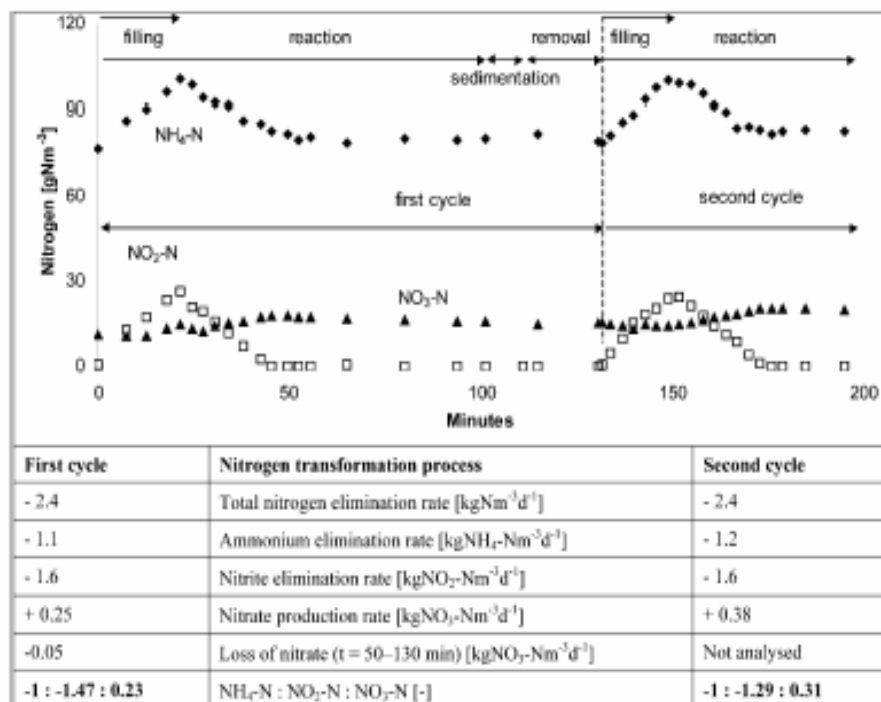 120
filling reaction removal filling reaction
sedimentation
90
NH₄-N
Nitrogen [gNm⁻³]
60
first cycle second cycle
NO₂-N
30
NO₃-N
0
0 50 100 150 200
Minutes
First cycle Nitrogen transformation process Second cycle
- 2.4 Total nitrogen elimination rate [kgNm⁻³d⁻¹] - 2.4
- 1.1 Ammonium elimination rate [kgNH₄-Nm⁻³d⁻¹] - 1.2
- 1.6 Nitrite elimination rate [kgNO₂-Nm⁻³d⁻¹] - 1.6
+ 0.25 Nitrate production rate [kgNO₃-Nm⁻³d⁻¹] + 0.38
-0.05 Loss of nitrate (t = 50–130 min) [kgNO₃-Nm⁻³d⁻¹] Not analysed
-1 : -1.47 : 0.23 NH₄-N : NO₂-N : NO₃-N [-] -1 : -1.29 : 0.31